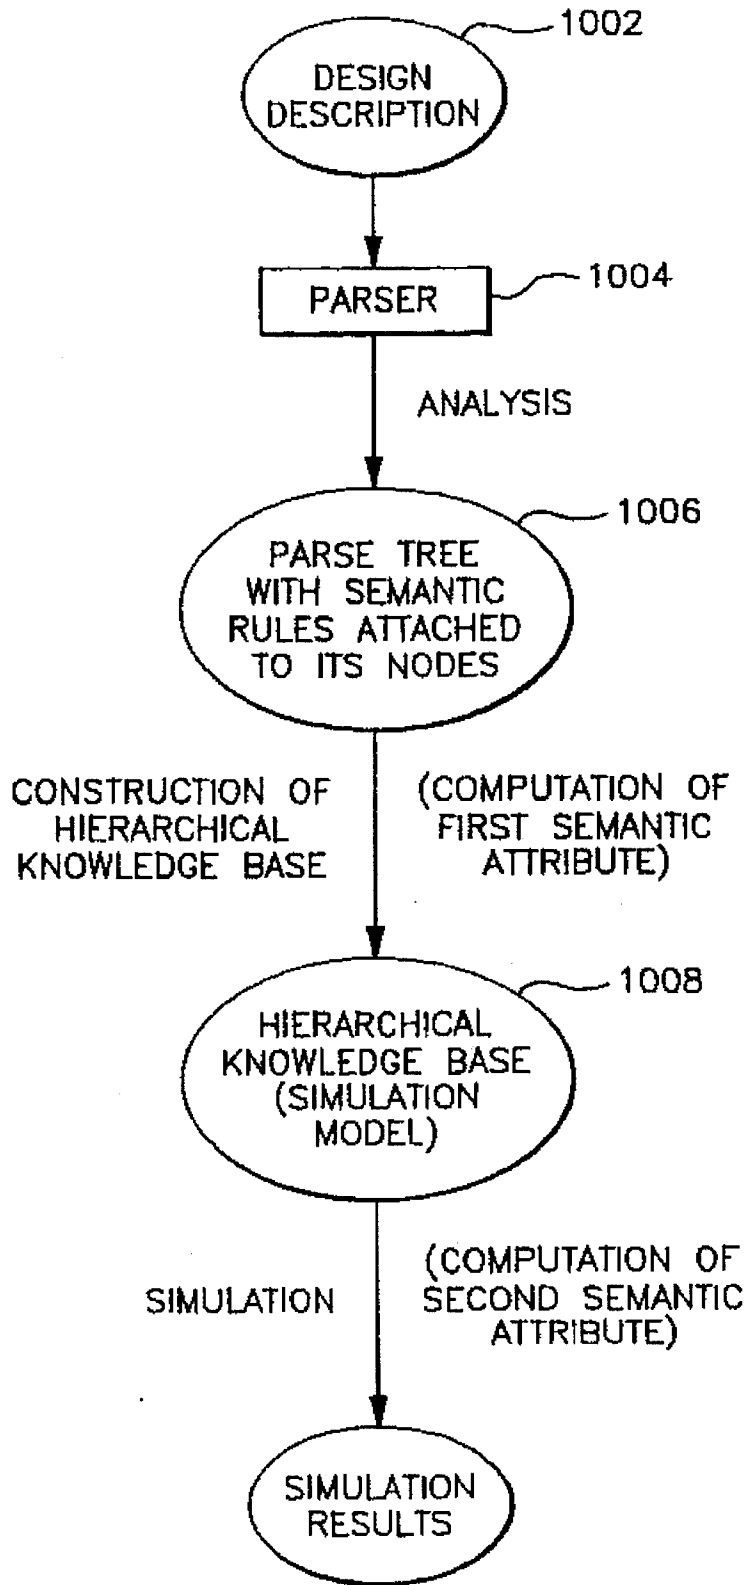 1002
DESIGN
DESCRIPTION
1004
PARSER
ANALYSIS
1006
PARSE TREE
WITH SEMANTIC
RULES ATTACHED
TO ITS NODES
CONSTRUCTION OF
HIERARCHICAL
KNOWLEDGE BASE
(COMPUTATION OF
FIRST SEMANTIC
ATTRIBUTE)
1008
HIERARCHICAL
KNOWLEDGE BASE
(SIMULATION
MODEL)
SIMULATION
(COMPUTATION OF
SECOND SEMANTIC
ATTRIBUTE)
SIMULATION
RESULTS